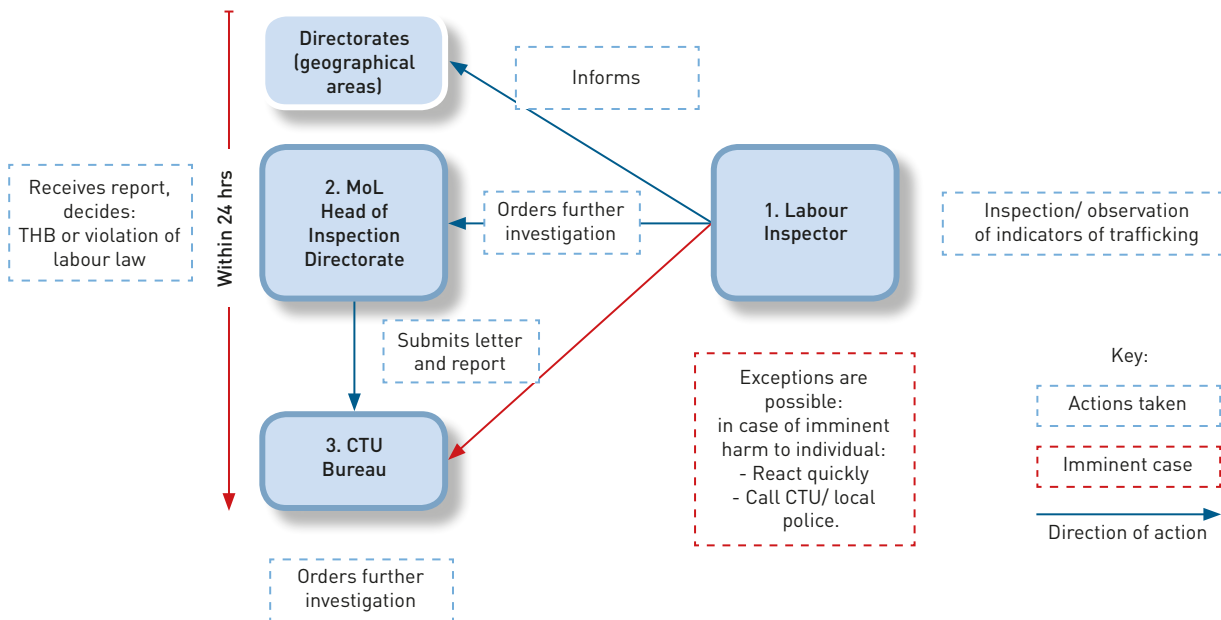 Directorates
(geographical
areas)
Informs
Within 24 hrs
Receives report,
decides:
THB or violation of
labour law
2. MoL
Head of
Inspection
Directorate
Orders further
investigation
1. Labour
Inspector
Inspection/ observation
of indicators of trafficking
Submits letter
and report
3. CTU
Bureau
Exceptions are
possible:
in case of imminent
harm to individual:
- React quickly
- Call CTU/ local
police.
Key:
Actions taken
Imminent case
Direction of action
Orders further
investigation